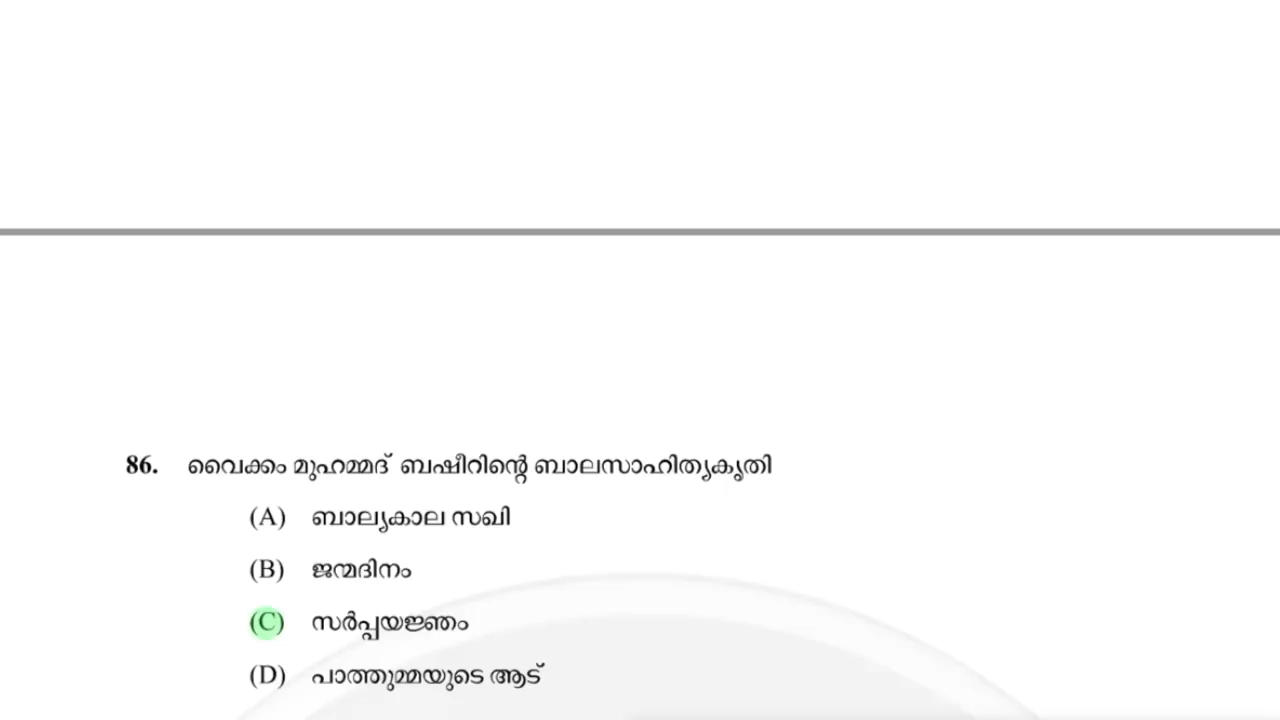 86. വൈക്കം മുഹമ്മദ് ബഷീറിന്റെ ബാലസാഹിത്യകൃതി
(A) ബാല്യകാല സഖി
(B) ജന്മദിനം
(C) സർപ്പയജ്ഞം
(D) പാത്തുമ്മയുടെ ആട്